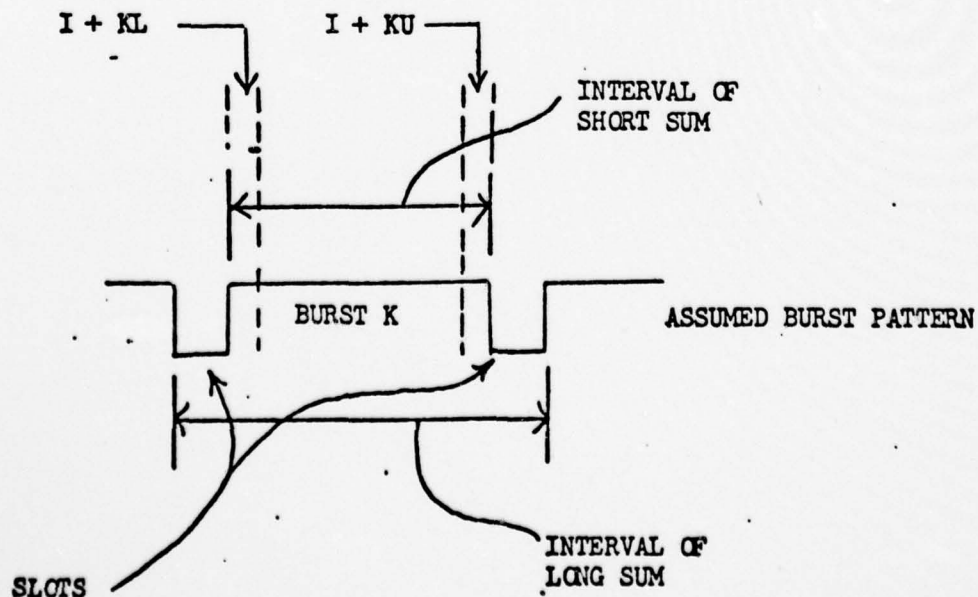 I + KL
I + KU
INTERVAL OF
SHORT SUM
BURST K
ASSUMED BURST PATTERN
SLOTS
INTERVAL OF
LONG SUM